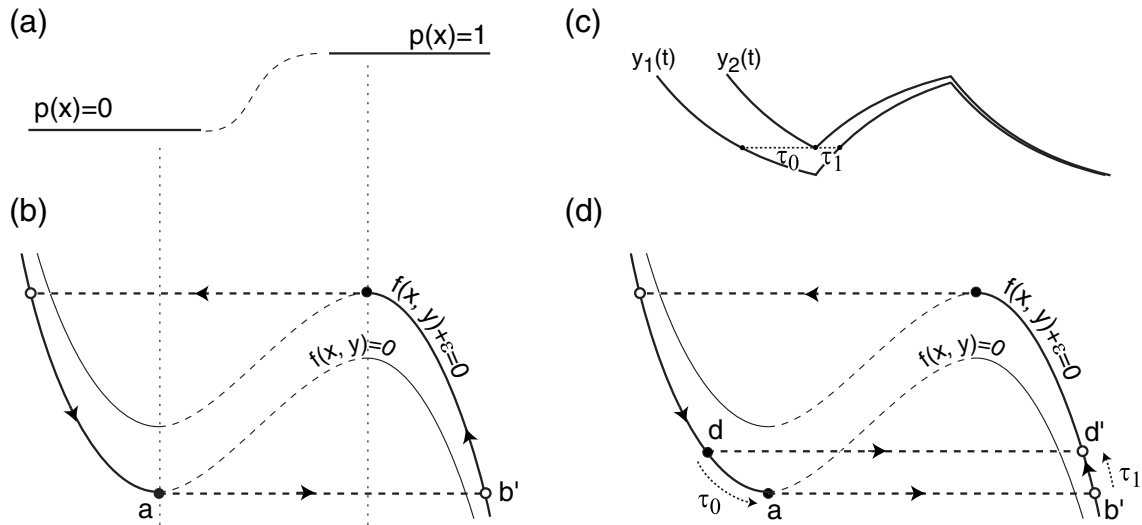 (a)
p(x)=0
p(x)=1
(b)
f(x, y)+ε=0
f(x, y)=0
a
b'
(c)
y₁(t)
y₂(t)
τ₀
τ₁
(d)
f(x, y)+ε=0
f(x, y)=0
d
d'
τ₀
a
τ₁
b'